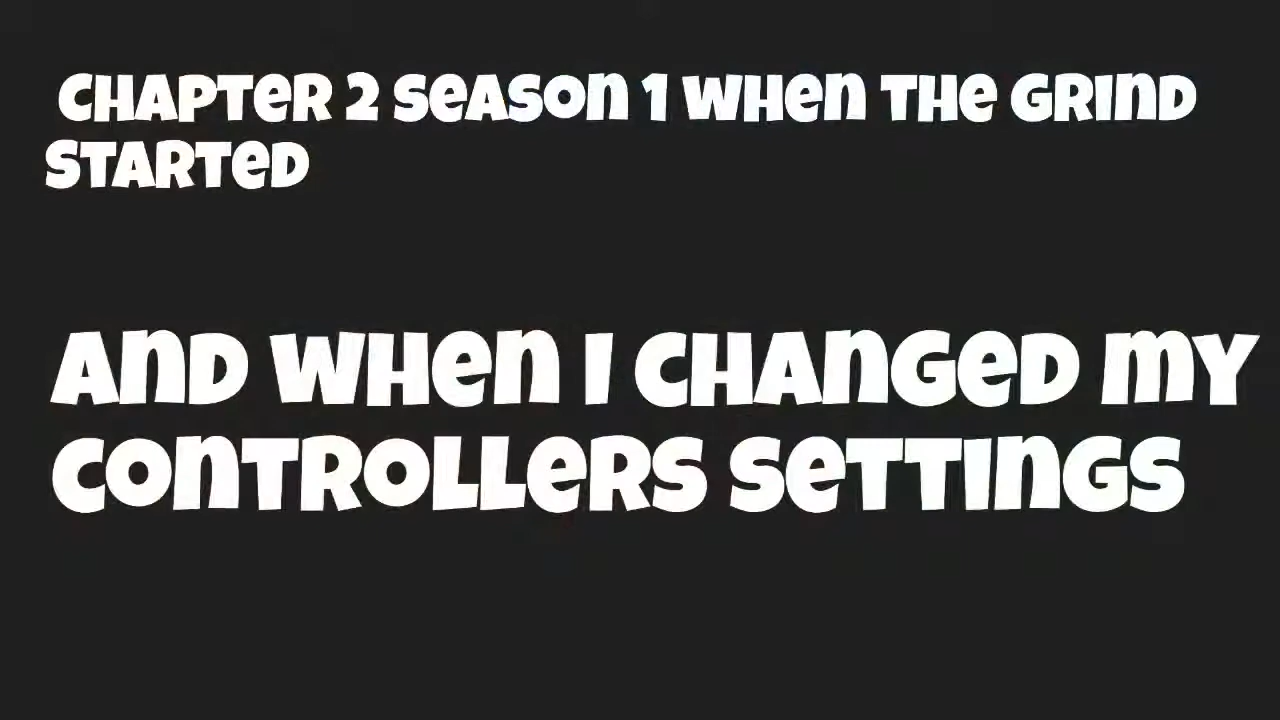 CHAPTER 2 SEASON 1 WHEN THE GRIND
STARTED
AND WHEN I CHANGED MY
CONTROLLERS SETTINGS